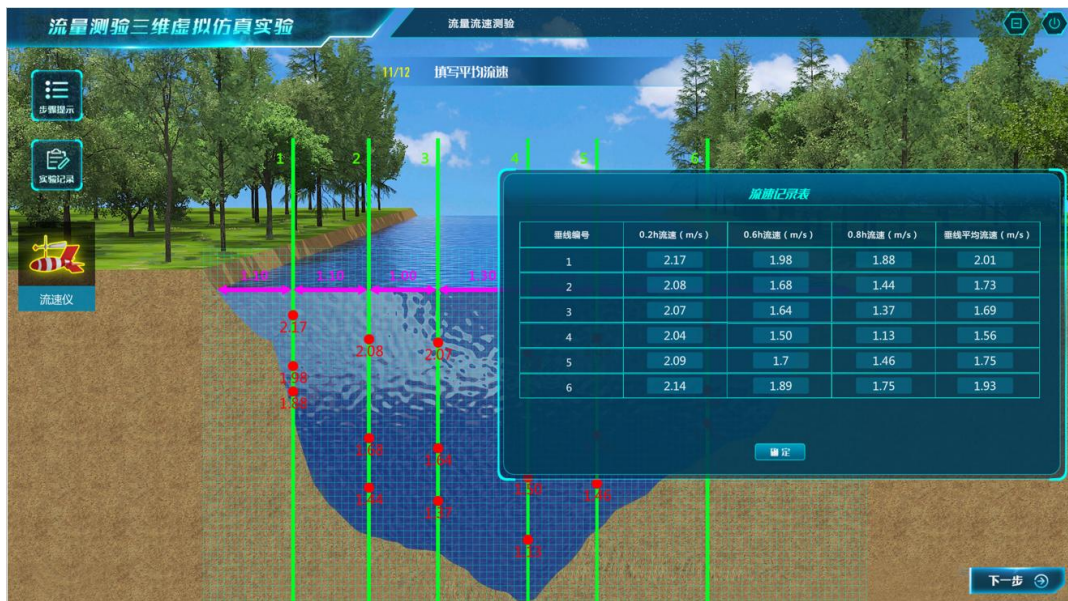 流量测验三维虚拟仿真实验
流量流速测验
11/12 填写平均流速
步骤提示
实验记录
流速仪
1 2 3 4 5 6
1.10 1.00 1.30
2.17
1.98
2.08
1.68
1.44
2.07
1.64
1.37
1.50
1.13
1.46
流速记录表
垂线编号 0.2h流速（m/s） 0.6h流速（m/s） 0.8h流速（m/s） 垂线平均流速（m/s）
1 2.17 1.98 1.88 2.01
2 2.08 1.68 1.44 1.73
3 2.07 1.64 1.37 1.69
4 2.04 1.50 1.13 1.56
5 2.09 1.7 1.46 1.75
6 2.14 1.89 1.75 1.93
确定
下一步